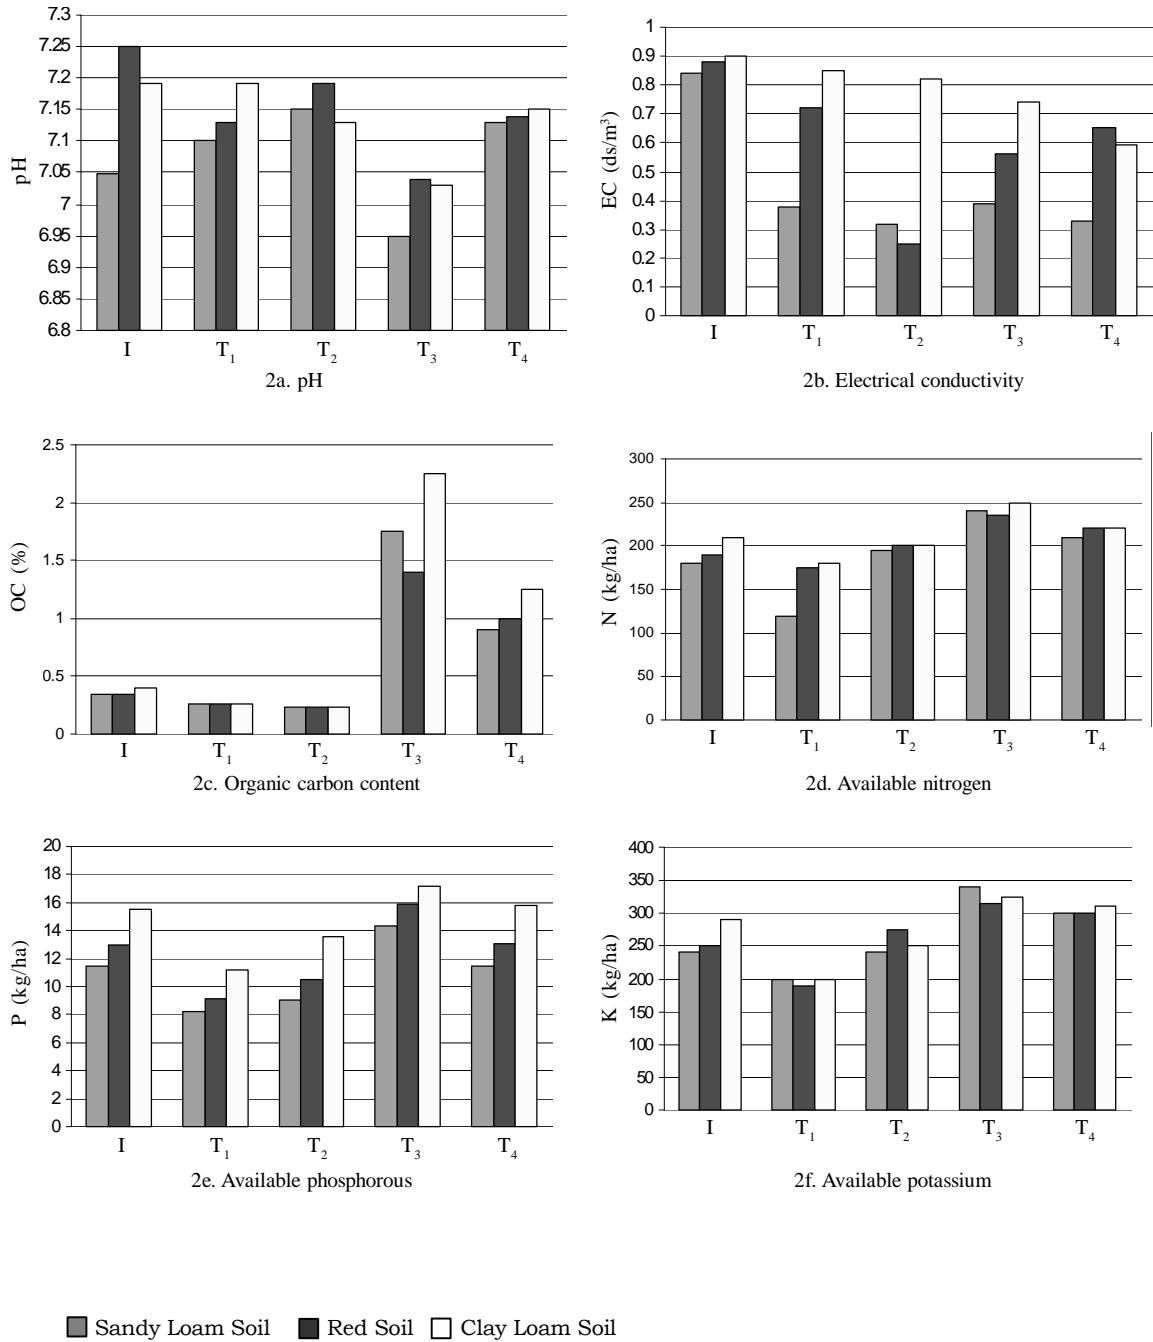 7.3
7.25
7.2
7.15
7.1
7.05
7
6.95
6.9
6.85
6.8
pH
I T1 T2 T3 T4
2a. pH
1
0.9
0.8
0.7
0.6
0.5
0.4
0.3
0.2
0.1
0
EC (ds/m³)
I T1 T2 T3 T4
2b. Electrical conductivity
2.5
2
1.5
1
0.5
0
OC (%)
I T1 T2 T3 T4
2c. Organic carbon content
300
250
200
150
100
50
0
N (kg/ha)
I T1 T2 T3 T4
2d. Available nitrogen
20
18
16
14
12
10
8
6
4
2
0
P (kg/ha)
I T1 T2 T3 T4
2e. Available phosphorous
400
350
300
250
200
150
100
50
0
K (kg/ha)
I T1 T2 T3 T4
2f. Available potassium
Sandy Loam Soil Red Soil Clay Loam Soil